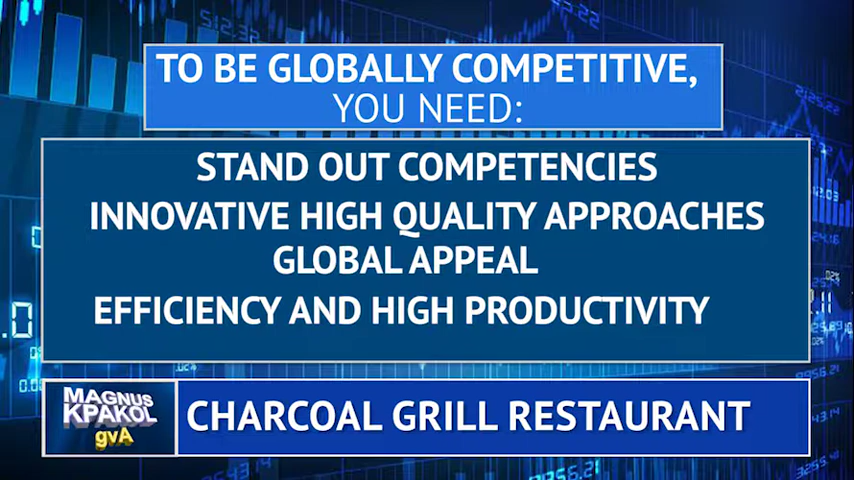 TO BE GLOBALLY COMPETITIVE,
YOU NEED:
STAND OUT COMPETENCIES
INNOVATIVE HIGH QUALITY APPROACHES
GLOBAL APPEAL
EFFICIENCY AND HIGH PRODUCTIVITY
MAGNUS
KPAKOL
gvA
CHARCOAL GRILL RESTAURANT